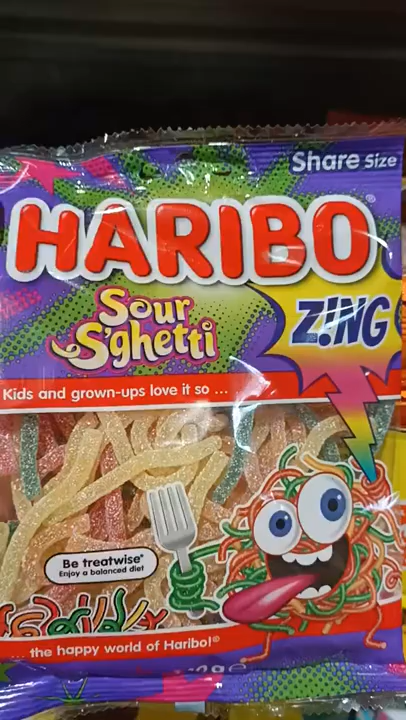 Share Size
HARIBO®
Sour
S'ghetti
Z!NG
Kids and grown-ups love it so ...
Be treatwise®
Enjoy a balanced diet
... the happy world of Haribo!®